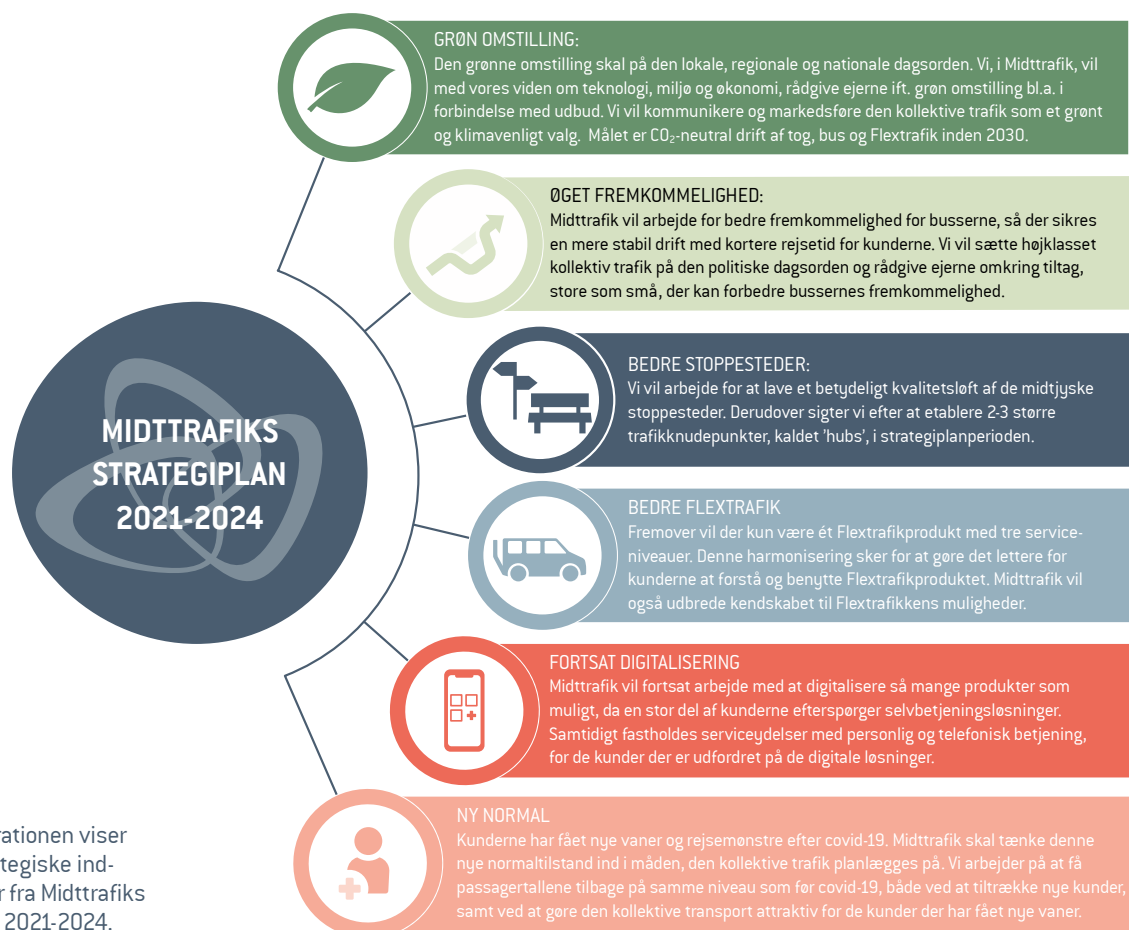 GRØN OMSTILLING:
Den grønne omstilling skal på den lokale, regionale og nationale dagsorden. Vi, i Midttrafik, vil
med vores viden om teknologi, miljø og økonomi, rådgive ejerne ift. grøn omstilling bl.a. i
forbindelse med udbud. Vi vil kommunikere og markedsføre den kollektive trafik som et grønt
og klimavenligt valg. Målet er CO₂-neutral drift af tog, bus og Flextrafik inden 2030.
ØGET FREMKOMMELIGHED:
Midttrafik vil arbejde for bedre fremkommelighed for busserne, så der sikres
en mere stabil drift med kortere rejsetid for kunderne. Vi vil sætte højklasset
kollektiv trafik på den politiske dagsorden og rådgive ejerne omkring tiltag,
store som små, der kan forbedre bussernes fremkommelighed.
BEDRE STOPPESTEDER:
Vi vil arbejde for at lave et betydeligt kvalitetsløft af de midtjyske
stoppesteder. Derudover sigter vi efter at etablere 2-3 større
trafikknudepunkter, kaldet 'hubs', i strategiplanperioden.
MIDTTRAFIKS
STRATEGIPLAN
2021-2024
BEDRE FLEXTRAFIK
Fremover vil der kun være ét Flextrafikprodukt med tre service-
niveauer. Denne harmonisering sker for at gøre det lettere for
kunderne at forstå og benytte Flextrafikproduktet. Midttrafik vil
også udbrede kendskabet til Flextrafikkens muligheder.
FORTSAT DIGITALISERING
Midttrafik vil fortsat arbejde med at digitalisere så mange produkter som
muligt, da en stor del af kunderne efterspørger selvbetjeningsløsninger.
Samtidigt fastholdes serviceydelser med personlig og telefonisk betjening,
for de kunder der er udfordret på de digitale løsninger.
NY NORMAL
Kunderne har fået nye vaner og rejsemønstre efter covid-19. Midttrafik skal tænke denne
nye normaltilstand ind i måden, den kollektive trafik planlægges på. Vi arbejder på at få
passagertallene tilbage på samme niveau som før covid-19, både ved at tiltrække nye kunder,
samt ved at gøre den kollektive transport attraktiv for de kunder der har fået nye vaner.
rationen viser
tegiske ind-
r fra Midttrafiks
2021-2024.